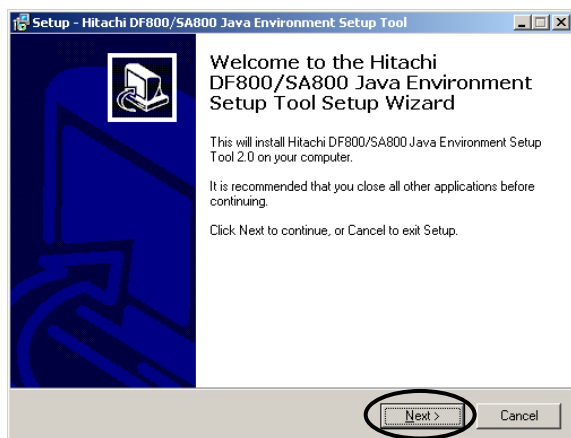 Setup - Hitachi DF800/SA800 Java Environment Setup Tool
Welcome to the Hitachi
DF800/SA800 Java Environment
Setup Tool Setup Wizard
This will install Hitachi DF800/SA800 Java Environment Setup
Tool 2.0 on your computer.
It is recommended that you close all other applications before
continuing.
Click Next to continue, or Cancel to exit Setup.
Next >
Cancel